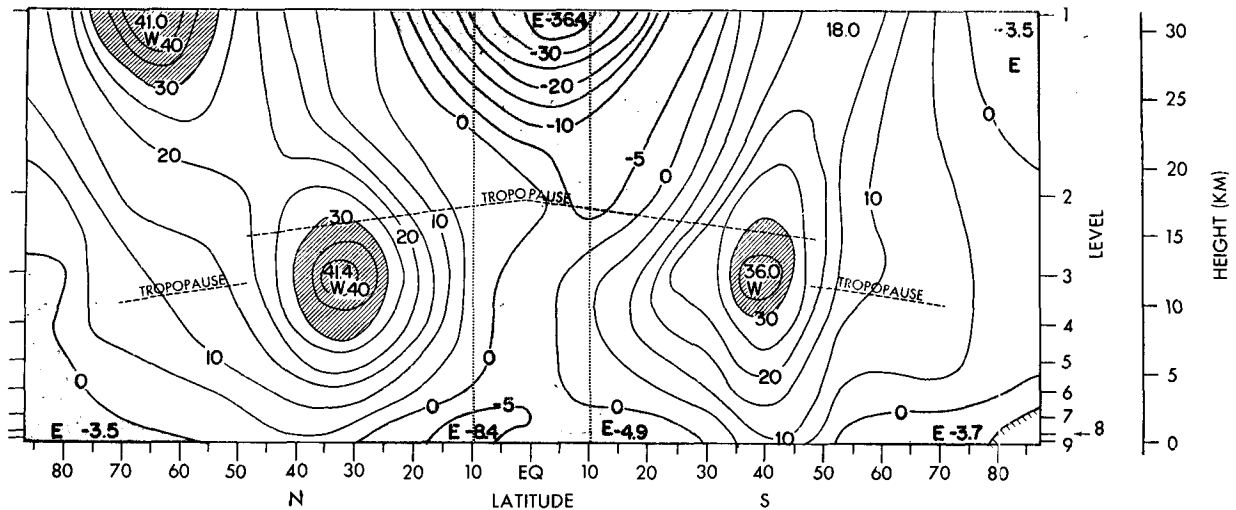 41.0 E -36.4 18.0 -3.5 1 30
W 40 -30 E
30 -20 25
0 -10 0
20 -5 0 20
TROPOPAUSE 10 2
30 20 10 LEVEL HEIGHT (KM)
15
TROPOPAUSE 41.4 36.0 TROPOPAUSE 3
W 40 W 10
30 4
10 0 20 5 5
0 6
0 -5 0 0 7
E -3.5 E -8.4 E -4.9 10 E -3.7 8
9 0
80 70 60 50 40 30 20 10 EQ 10 20 30 40 50 60 70 80
N LATITUDE S